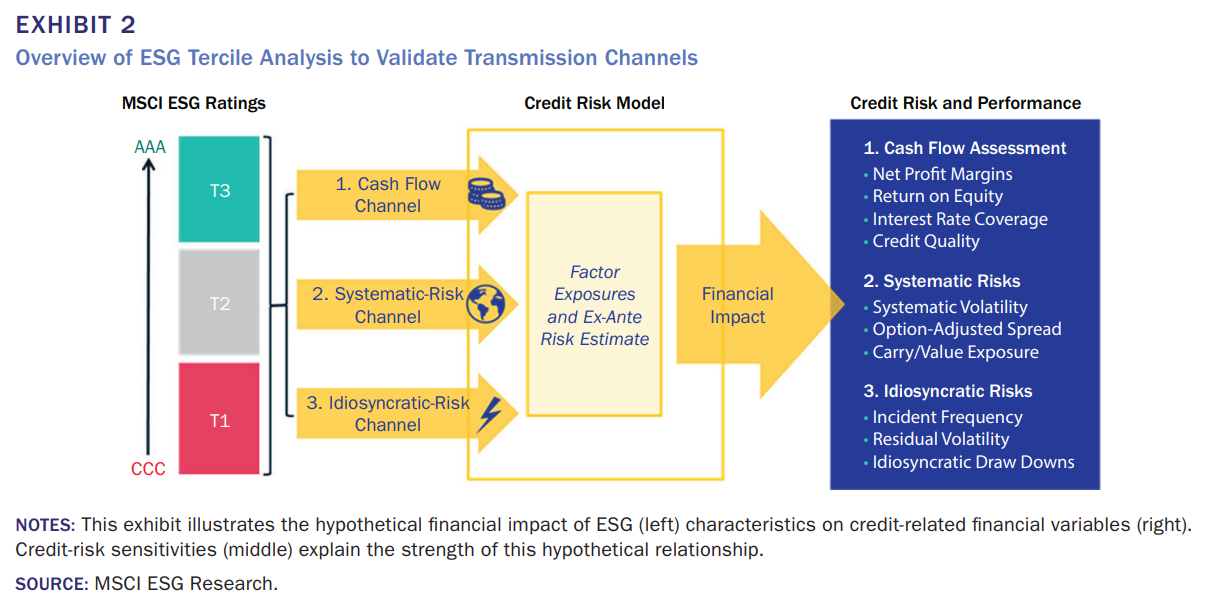 EXHIBIT 2
Overview of ESG Tercile Analysis to Validate Transmission Channels
MSCI ESG Ratings
AAA
T3
T2
T1
CCC
1. Cash Flow
Channel
2. Systematic-Risk
Channel
3. Idiosyncratic-Risk
Channel
Credit Risk Model
Factor
Exposures
and Ex-Ante
Risk Estimate
Financial
Impact
Credit Risk and Performance
1. Cash Flow Assessment
• Net Profit Margins
• Return on Equity
• Interest Rate Coverage
• Credit Quality
2. Systematic Risks
• Systematic Volatility
• Option-Adjusted Spread
• Carry/Value Exposure
3. Idiosyncratic Risks
• Incident Frequency
• Residual Volatility
• Idiosyncratic Draw Downs
NOTES: This exhibit illustrates the hypothetical financial impact of ESG (left) characteristics on credit-related financial variables (right).
Credit-risk sensitivities (middle) explain the strength of this hypothetical relationship.
SOURCE: MSCI ESG Research.